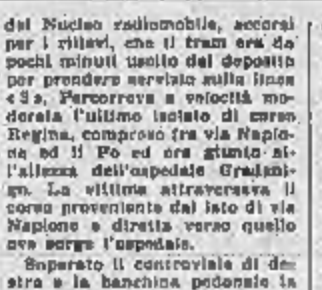 del Nucleo radiomobile, accorsi
per i rilievi, che il tram era da
pochi minuti uscito dal deposito
per prendere servizio sulla linea
«3». Percorreva a velocità mo-
derata l'ultimo isolato di corso
Regina, compreso fra via Napio-
ne ed il Po ed era giunto al-
l'altezza dell'ospedale Gradeni-
go. La vittima attraversava il
corso proveniente dal lato di via
Napione e diretta verso quello
ove sorge l'ospedale.
Superato il controviale di de-
stra e la banchina pedonale la